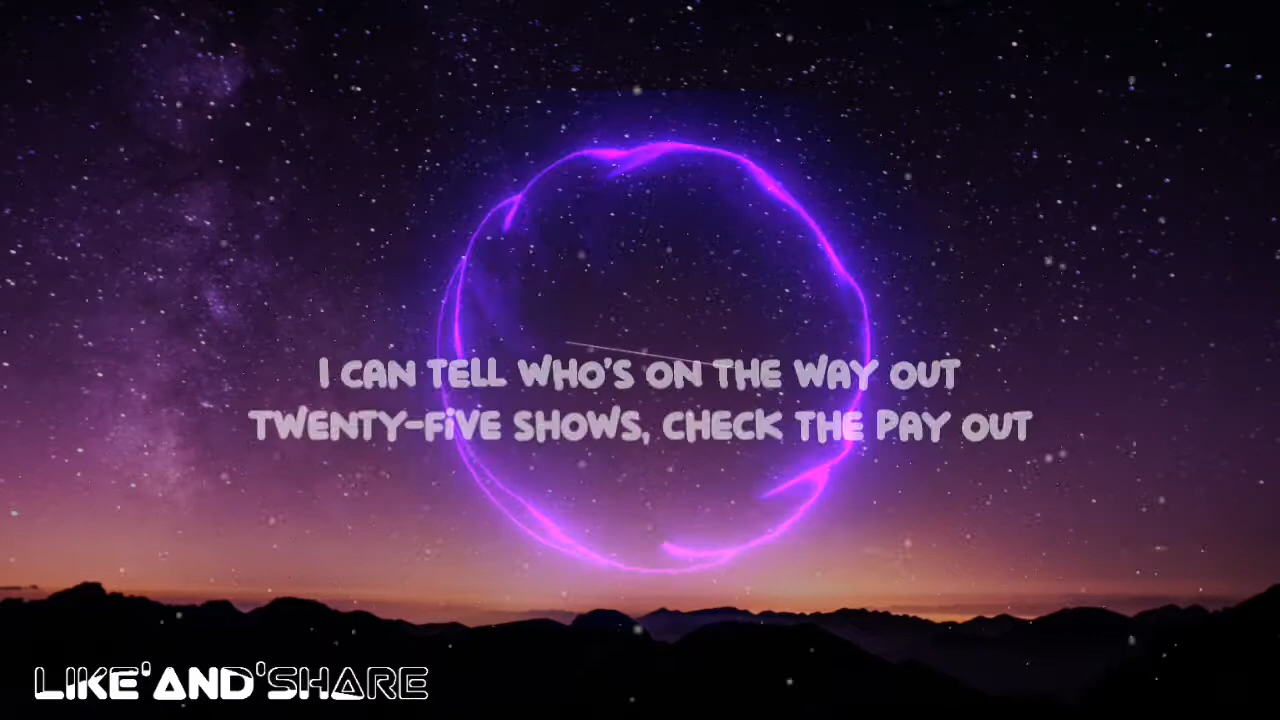 I CAN TELL WHO'S ON THE WAY OUT
TWENTY-FIVE SHOWS, CHECK THE PAY OUT
LIKE'AND'SHARE